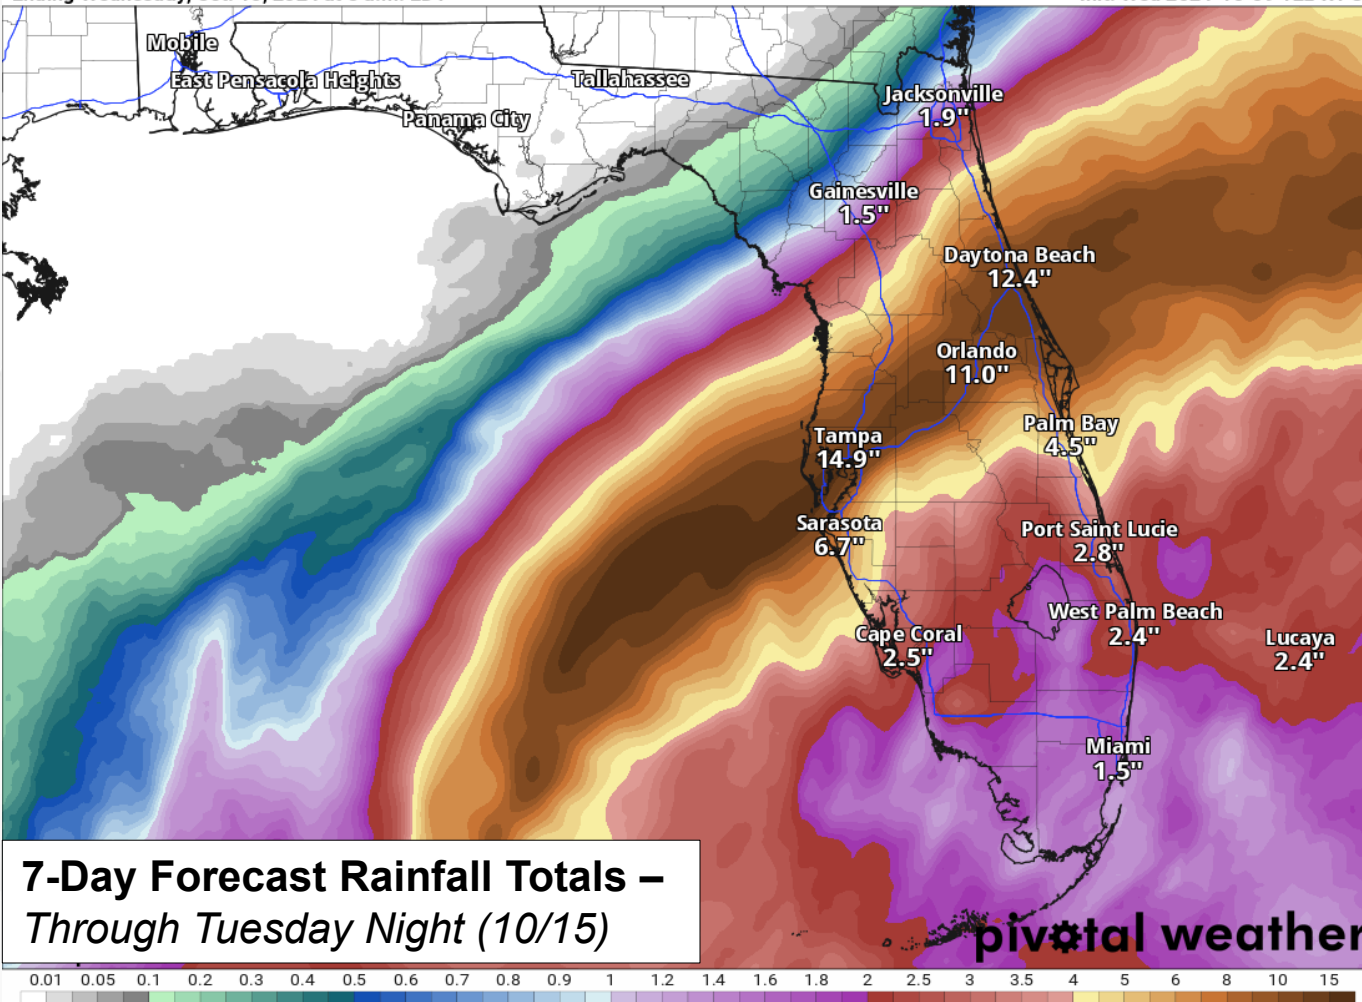 Mobile
East Pensacola Heights
Tallahassee
Panama City
Jacksonville
1.9"
Gainesville
1.5"
Daytona Beach
12.4"
Orlando
11.0"
Palm Bay
4.5"
Tampa
14.9"
Sarasota
6.7"
Port Saint Lucie
2.8"
West Palm Beach
2.4"
Cape Coral
2.5"
Lucaya
2.4"
Miami
1.5"
7-Day Forecast Rainfall Totals –
Through Tuesday Night (10/15)
pivotal weather
0.01 0.05 0.1 0.2 0.3 0.4 0.5 0.6 0.7 0.8 0.9 1 1.2 1.4 1.6 1.8 2 2.5 3 3.5 4 5 6 8 10 15